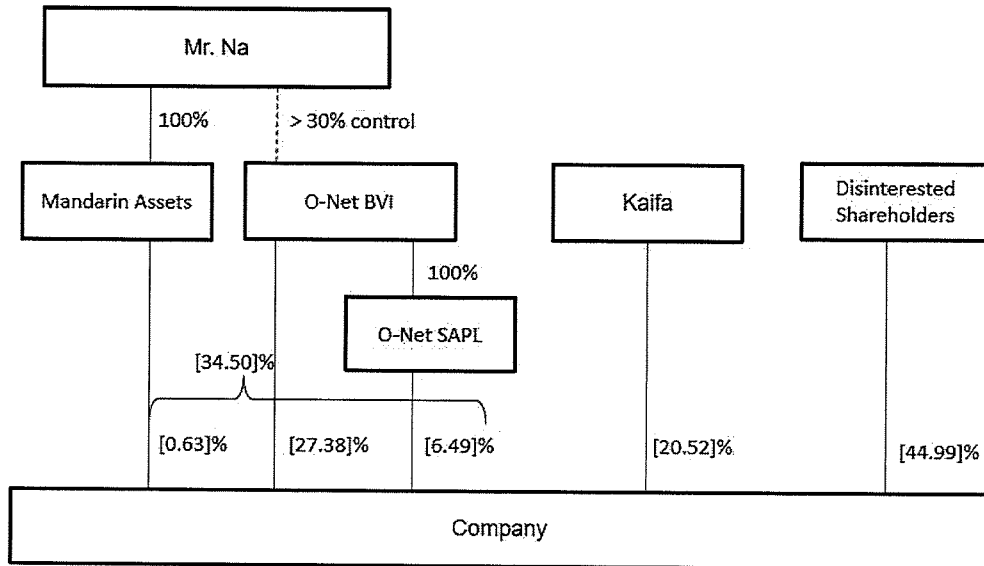 Mr. Na
100%
> 30% control
Mandarin Assets
O-Net BVI
Kaifa
Disinterested
Shareholders
100%
O-Net SAPL
[34.50]%
[0.63]%
[27.38]%
[6.49]%
[20.52]%
[44.99]%
Company